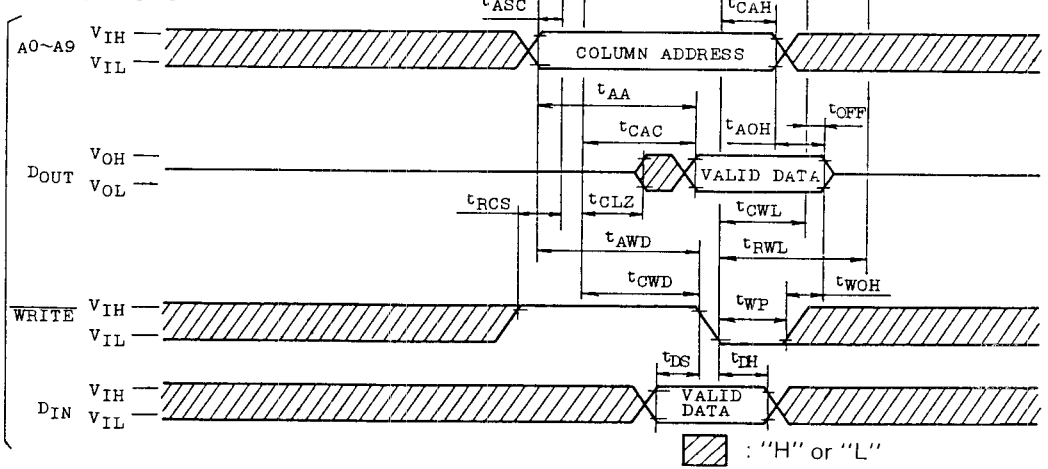 tASC tCAH
A0~A9 VIH VIL COLUMN ADDRESS
tAA tOFF
tCAC tAOH
DOUT VOH VOL VALID DATA
tRCS tCLZ tCWL
tAWD tRWL
tCWD tWOH
WRITE VIH VIL tWP
tDS tDH
DIN VIH VIL VALID DATA
: "H" or "L"